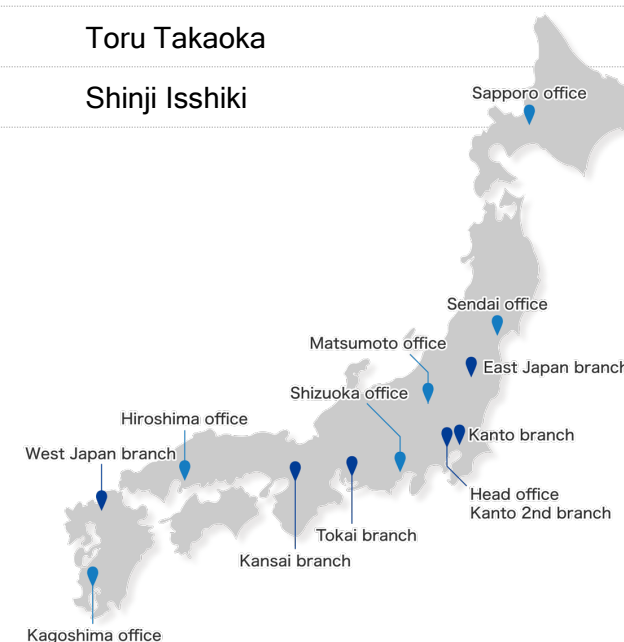 Toru Takaoka
Shinji Isshiki
Sapporo office
Sendai office
Matsumoto office
East Japan branch
Shizuoka office
Hiroshima office
Kanto branch
West Japan branch
Head office
Kanto 2nd branch
Tokai branch
Kansai branch
Kagoshima office